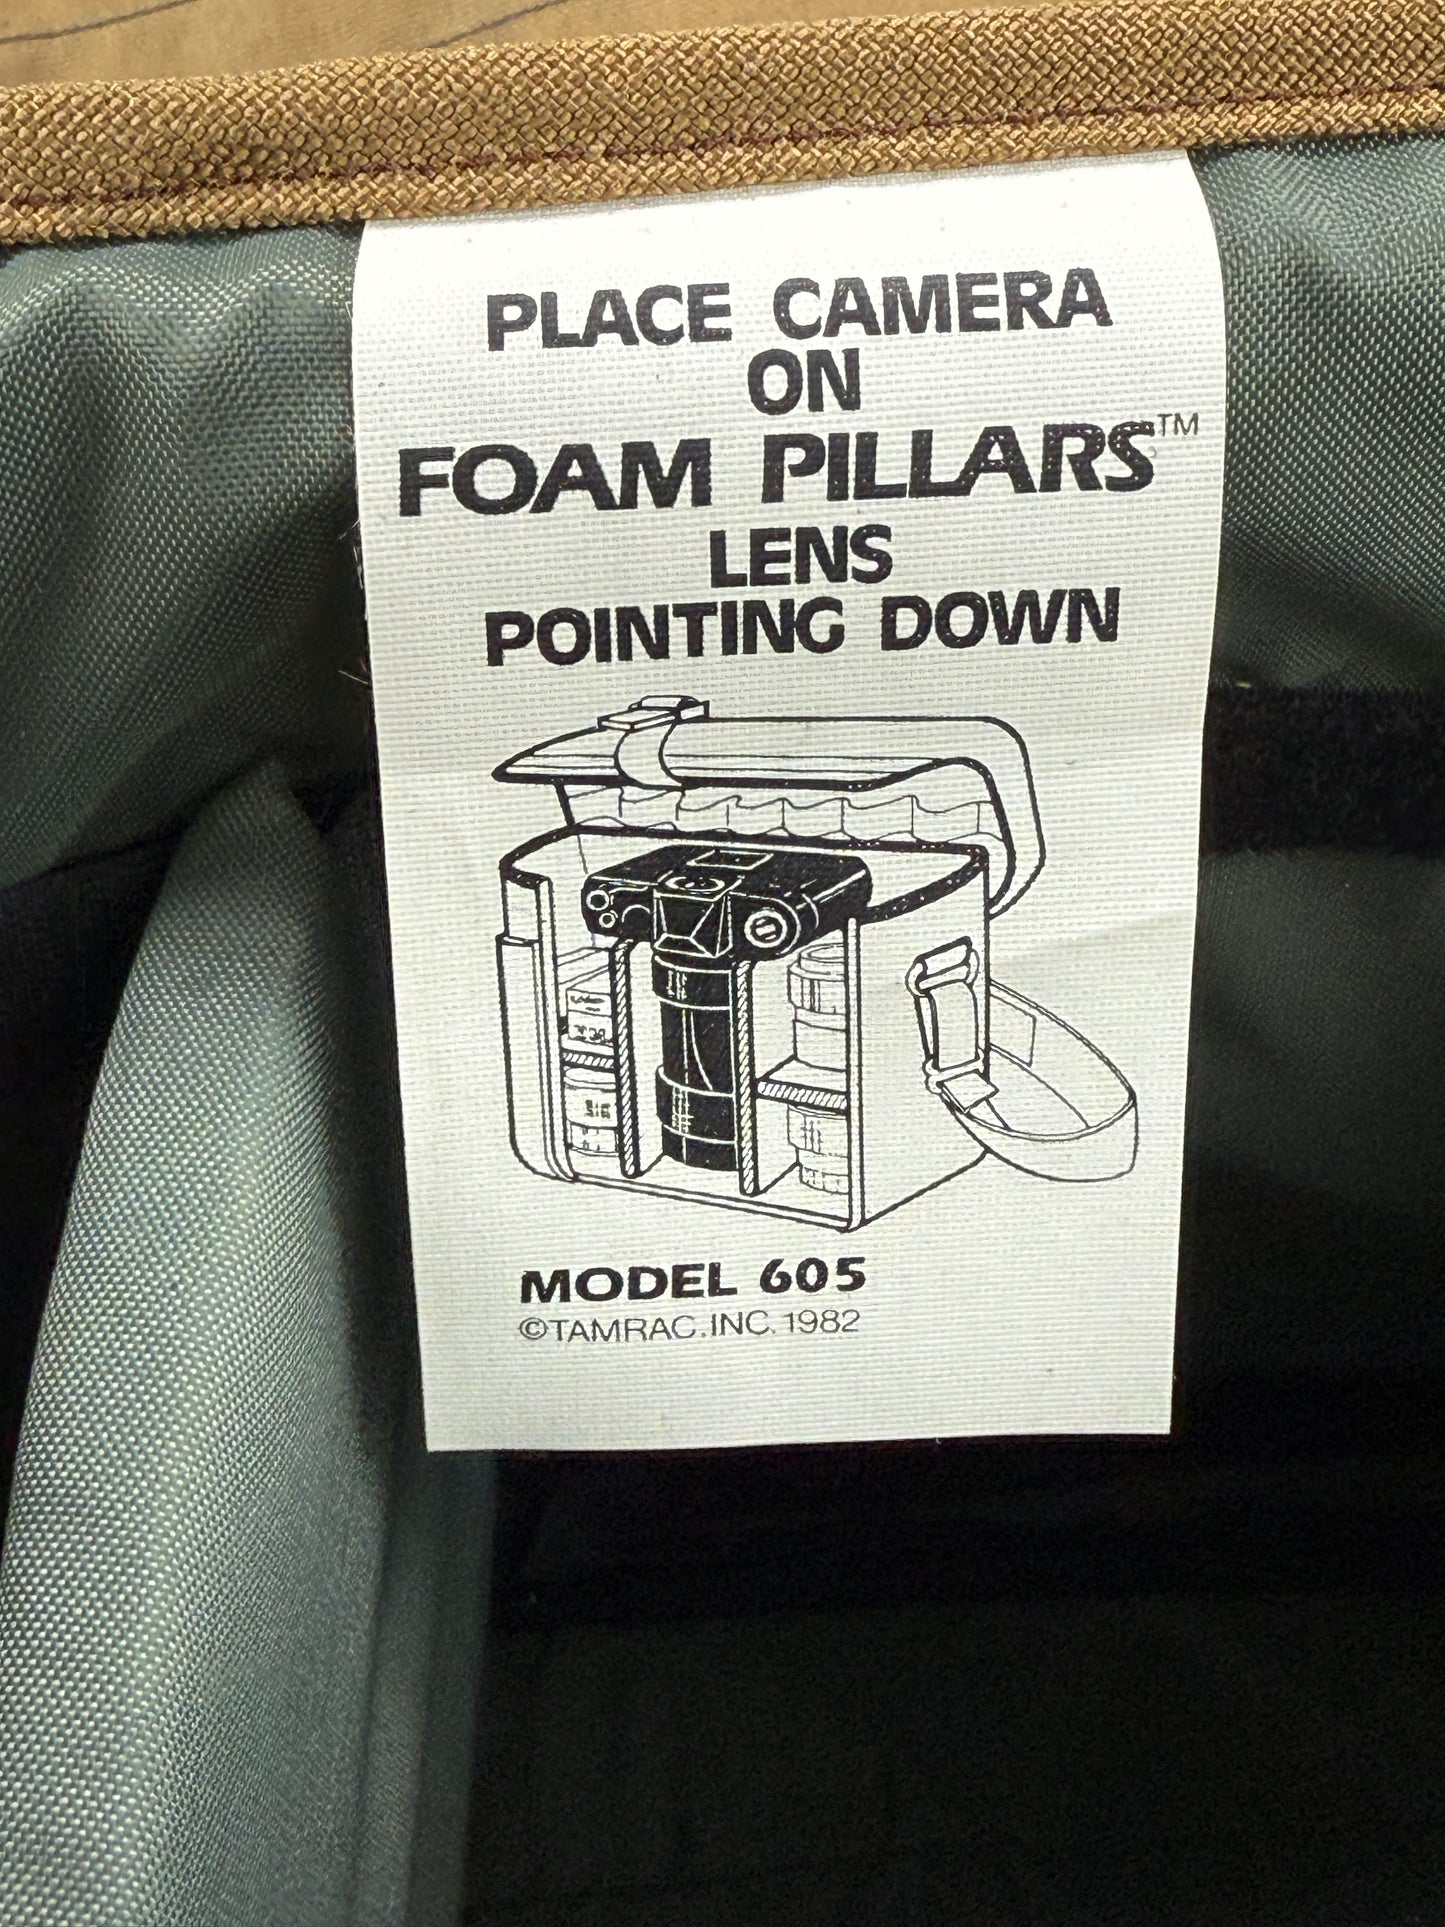 PLACE CAMERA
ON
FOAM PILLARS™
LENS
POINTING DOWN
MODEL 605
©TAMRAC, INC. 1982